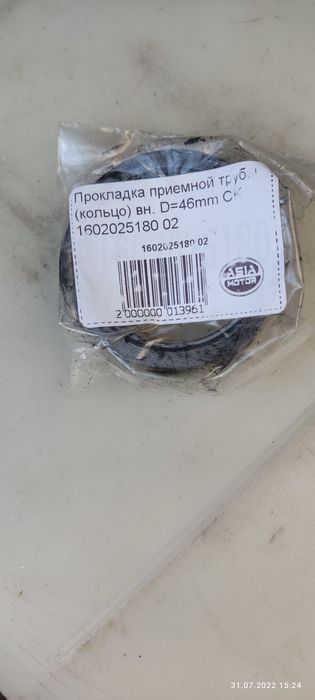 Прокладка приемной трубы
(кольцо) вн. D=46mm CK
1602025180 02
1602025180 02
ASIA
MOTOR
2 000000 013961
31.07.2022 15:24